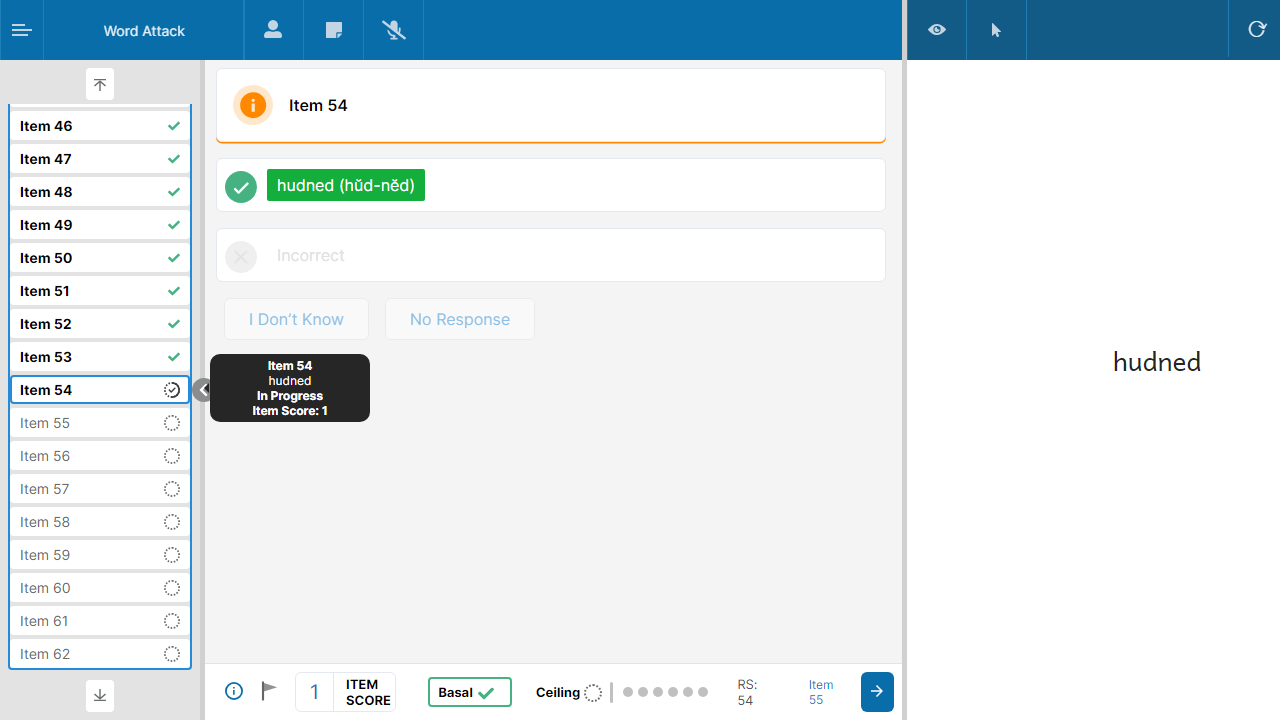 Word Attack
Item 46
Item 47
Item 48
Item 49
Item 50
Item 51
Item 52
Item 53
Item 54
Item 55
Item 56
Item 57
Item 58
Item 59
Item 60
Item 61
Item 62
Item 54
hudned (hŭd-nĕd)
Incorrect
I Don't Know
No Response
Item 54
hudned
In Progress
Item Score: 1
1
ITEM
SCORE
Basal
Ceiling
RS:
54
Item
55
hudned